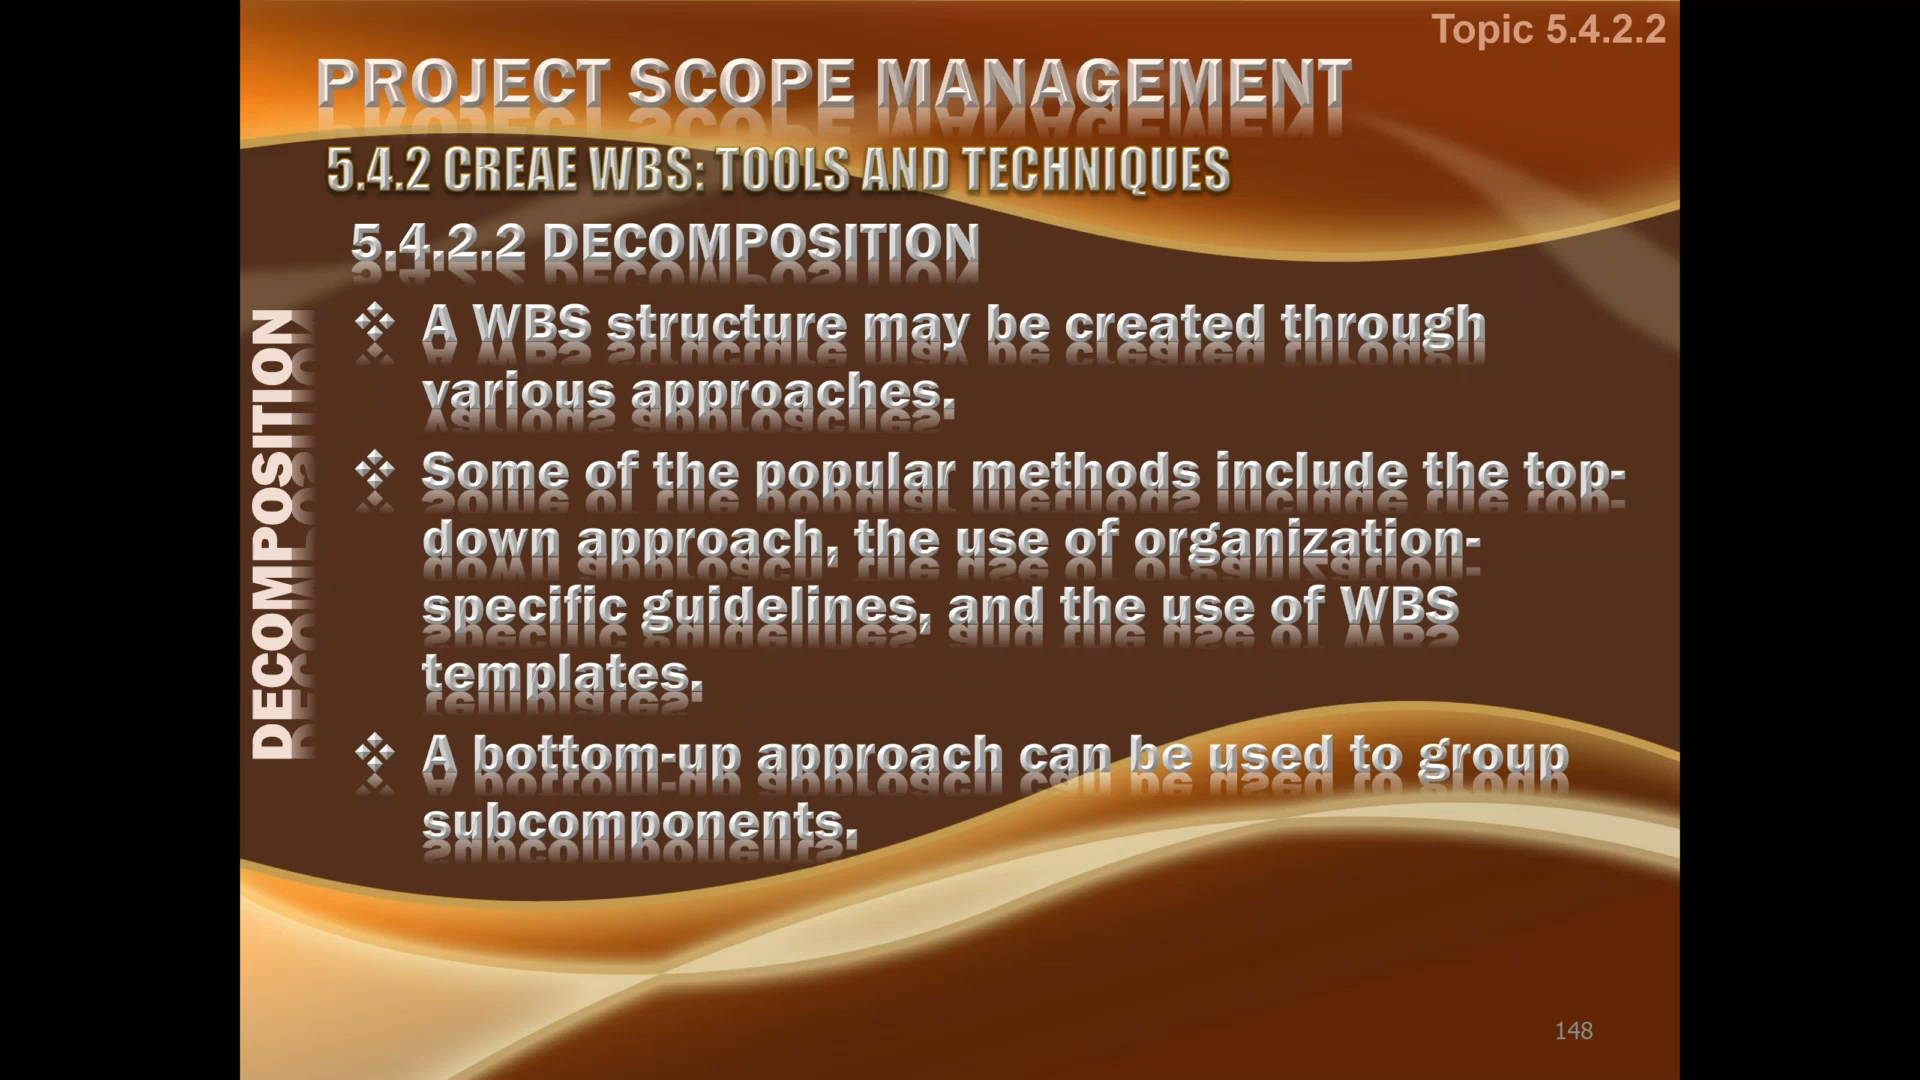 Topic 5.4.2.2
PROJECT SCOPE MANAGEMENT
5.4.2 CREAE WBS: TOOLS AND TECHNIQUES
5.4.2.2 DECOMPOSITION
DECOMPOSITION
❖ A WBS structure may be created through
various approaches.
❖ Some of the popular methods include the top-
down approach, the use of organization-
specific guidelines, and the use of WBS
templates.
❖ A bottom-up approach can be used to group
subcomponents.
148